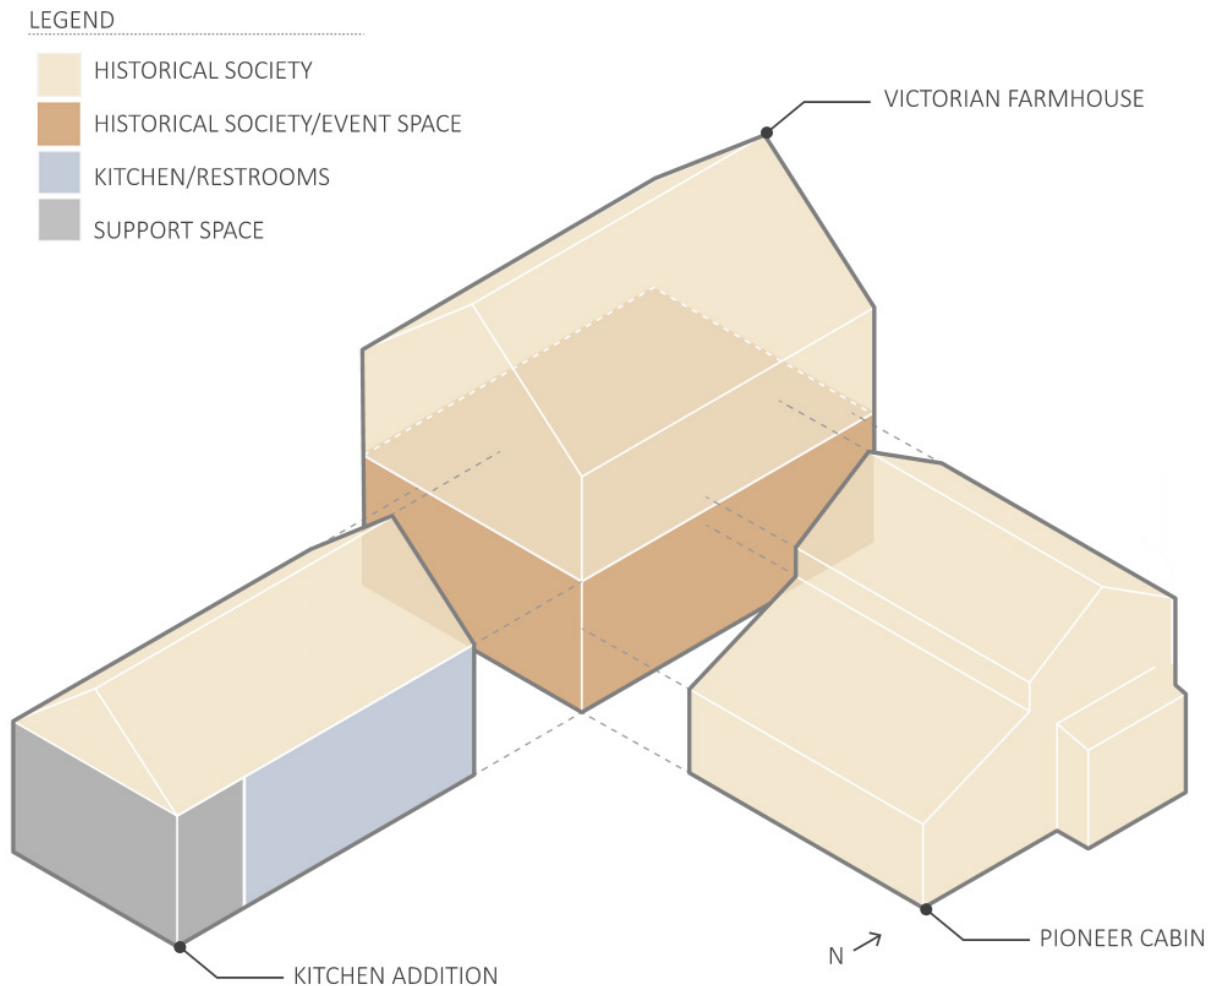 LEGEND
HISTORICAL SOCIETY
HISTORICAL SOCIETY/EVENT SPACE
KITCHEN/RESTROOMS
SUPPORT SPACE
VICTORIAN FARMHOUSE
N
PIONEER CABIN
KITCHEN ADDITION